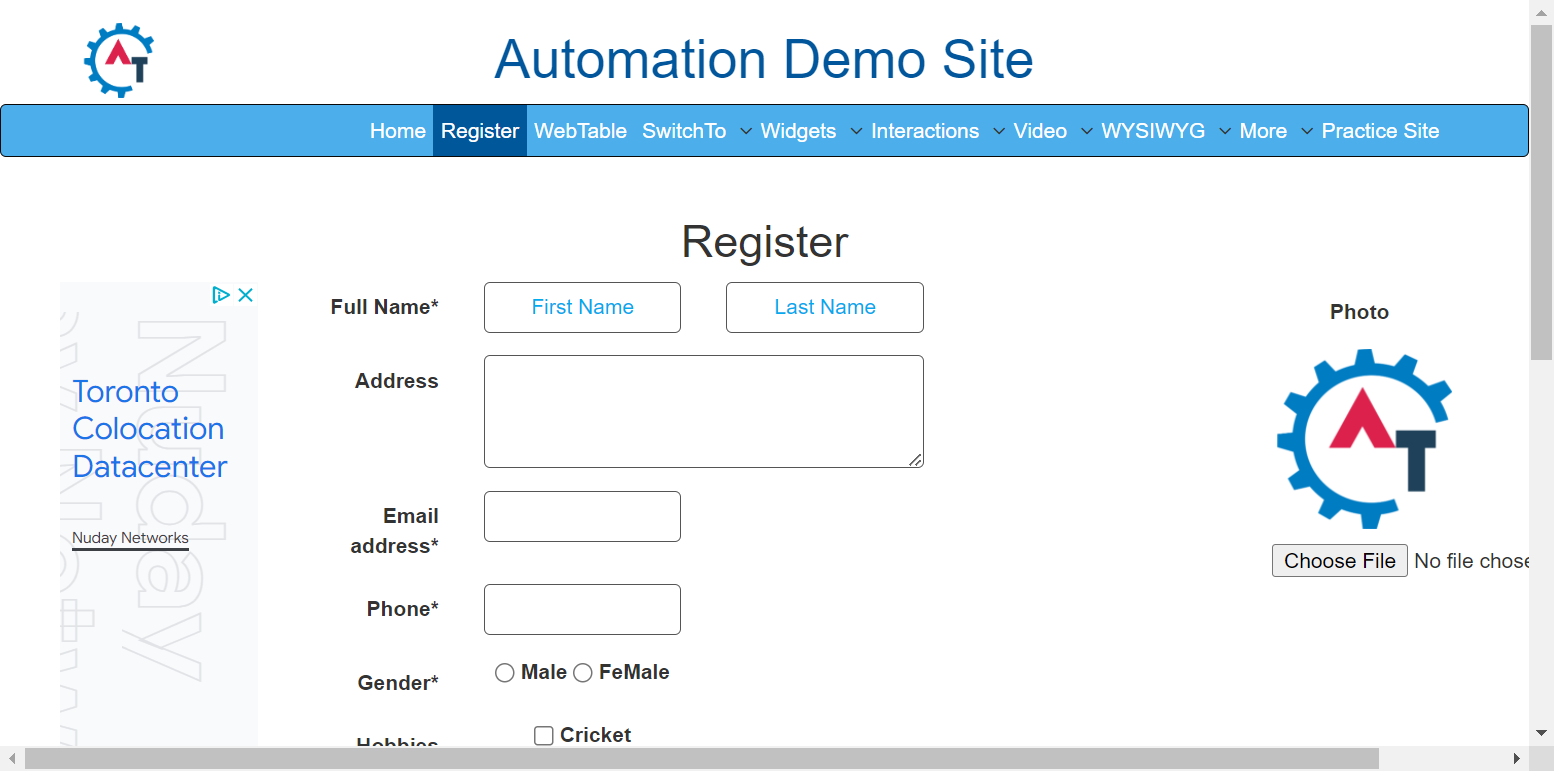 Automation Demo Site
Home Register WebTable SwitchTo Widgets Interactions Video WYSIWYG More Practice Site
Register
Full Name* First Name Last Name
Photo
Address
Toronto
Colocation
Datacenter
Nuday Networks
Nuday
Email
address*
Choose File No file chose
Phone*
Gender* Male FeMale
Hobbies Cricket